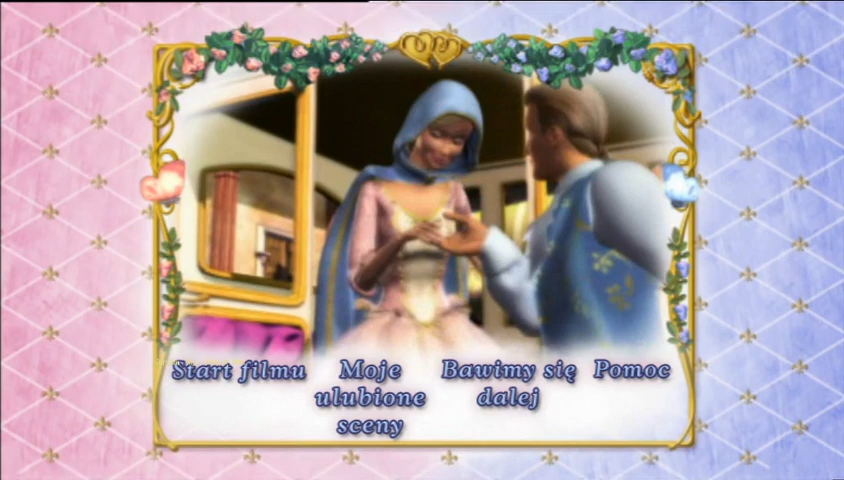 Start filmu
Moje
ulubione
sceny
Bawimy się
dalej
Pomoc